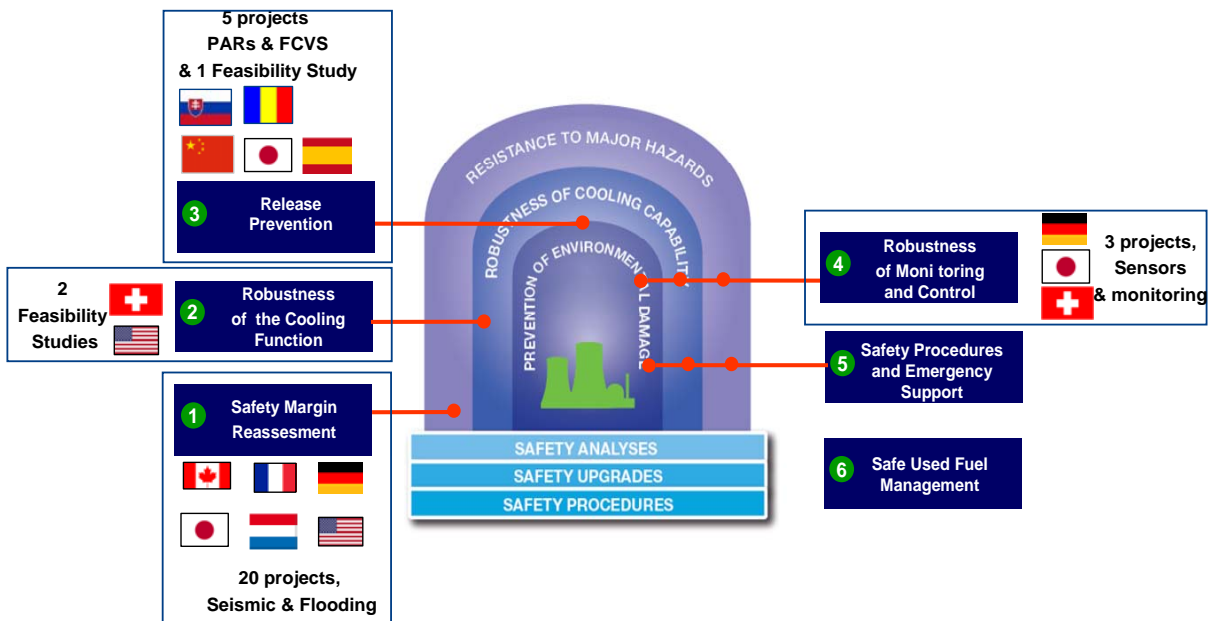 5 projects
PARs & FCVS
& 1 Feasibility Study
3 Release
Prevention
2
Feasibility
Studies
2 Robustness
of the Cooling
Function
1 Safety Margin
Reassesment
20 projects,
Seismic & Flooding
RESISTANCE TO MAJOR HAZARDS
ROBUSTNESS OF COOLING CAPABILITY
PREVENTION OF ENVIRONMENTAL DAMAGE
SAFETY ANALYSES
SAFETY UPGRADES
SAFETY PROCEDURES
4 Robustness
of Moni toring
and Control
3 projects,
Sensors
& monitoring
5 Safety Procedures
and Emergency
Support
6 Safe Used Fuel
Management